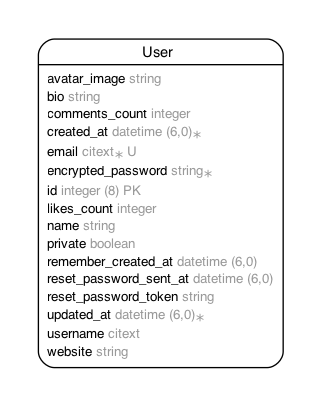 User
avatar_image string
bio string
comments_count integer
created_at datetime (6,0)∗
email citext∗ U
encrypted_password string∗
id integer (8) PK
likes_count integer
name string
private boolean
remember_created_at datetime (6,0)
reset_password_sent_at datetime (6,0)
reset_password_token string
updated_at datetime (6,0)∗
username citext
website string